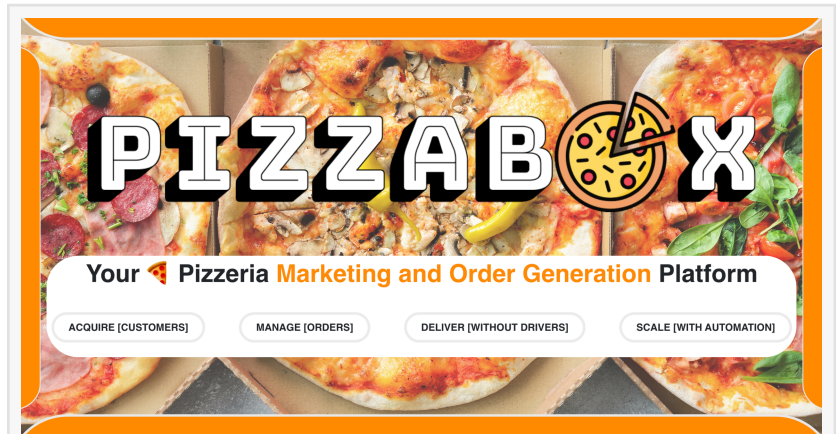 PIZZABOX
Your 🍕 Pizzeria Marketing and Order Generation Platform
ACQUIRE [CUSTOMERS]
MANAGE [ORDERS]
DELIVER [WITHOUT DRIVERS]
SCALE [WITH AUTOMATION]